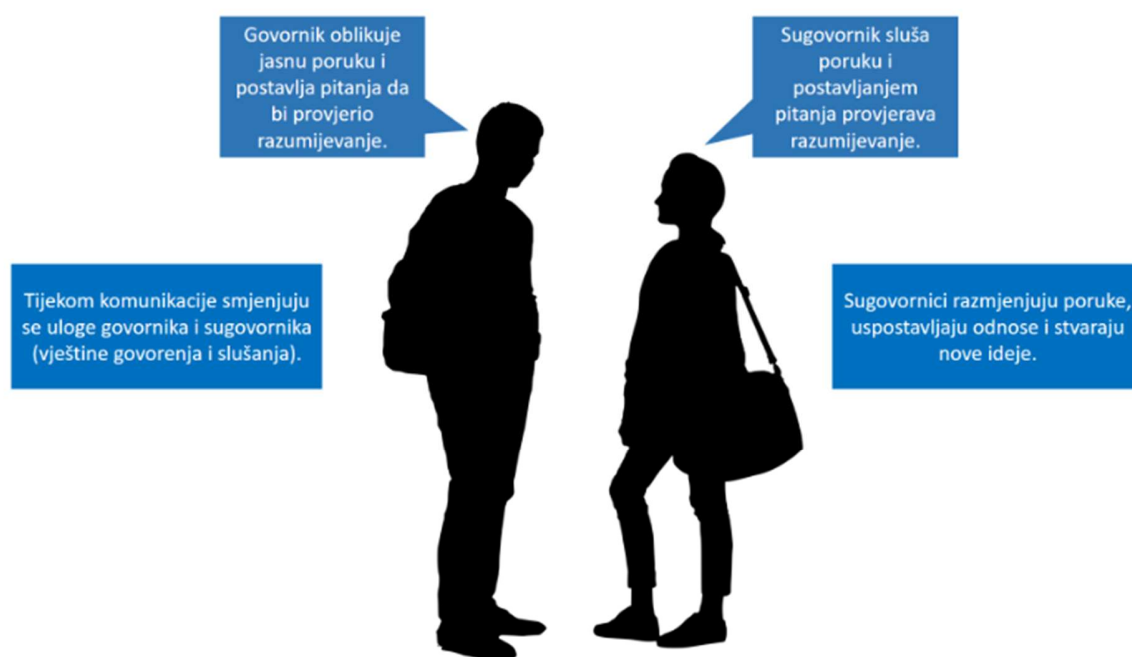 Govornik oblikuje
jasnu poruku i
postavlja pitanja da
bi provjerio
razumijevanje.
Sugovornik sluša
poruku i
postavljanjem
pitanja provjerava
razumijevanje.
Tijekom komunikacije smjenjuju
se uloge govornika i sugovornika
(vještine govorenja i slušanja).
Sugovornici razmjenjuju poruke,
uspostavljaju odnose i stvaraju
nove ideje.